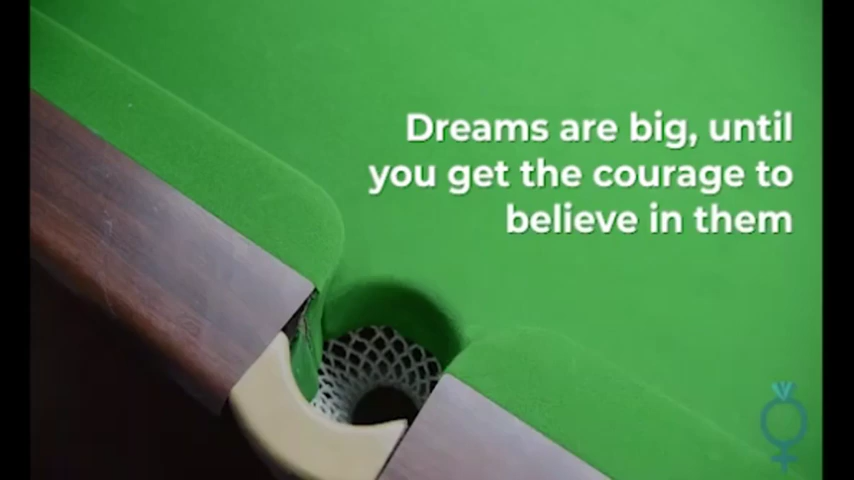 Dreams are big, until
you get the courage to
believe in them